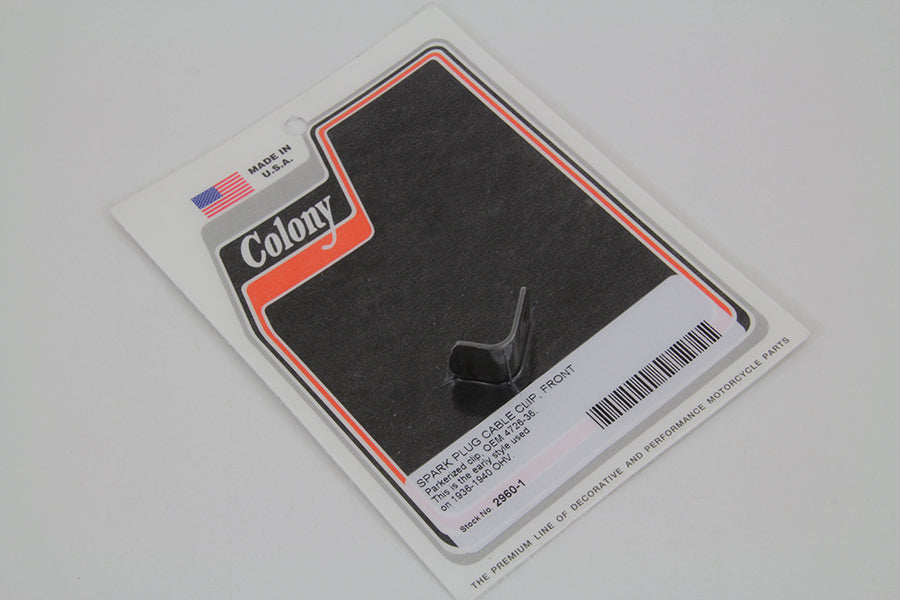 MADE IN
U.S.A.
Colony
SPARK PLUG CABLE CLIP, FRONT
Parkerized clip, OEM 4726-36.
This is the early style used
on 1936-1940 OHV.
Stock No. 2960-1
THE PREMIUM LINE OF DECORATIVE AND PERFORMANCE MOTORCYCLE PARTS